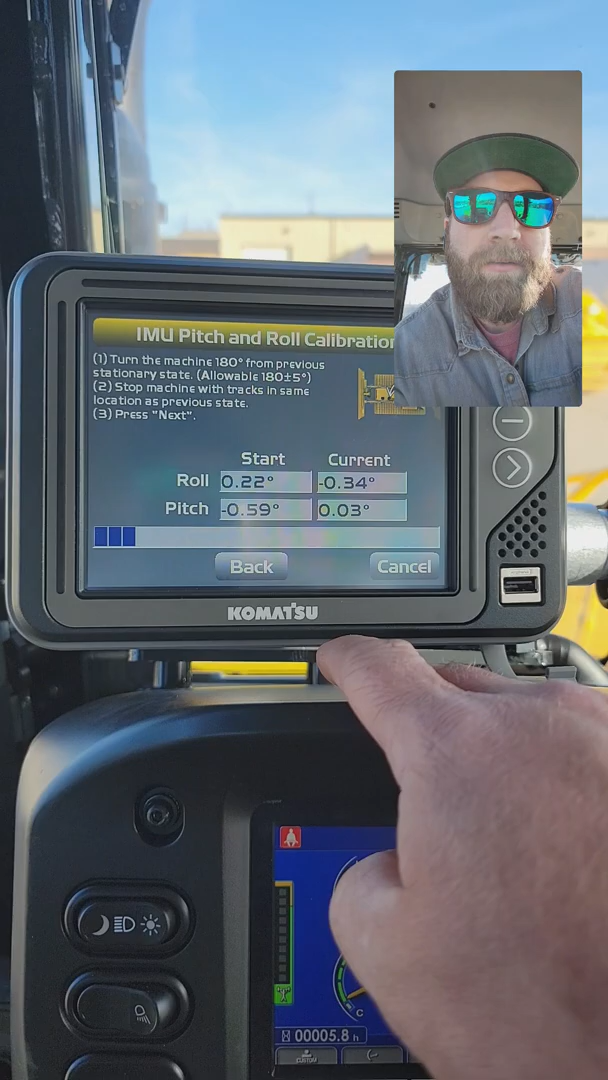 IMU Pitch and Roll Calibration
(1) Turn the machine 180° from previous
stationary state. (Allowable 180±5°)
(2) Stop machine with tracks in same
location as previous state.
(3) Press "Next".
Start Current
Roll 0.22° -0.34°
Pitch -0.59° 0.03°
Back Cancel
KOMATSU
C
00005.8 h
CUSTOM